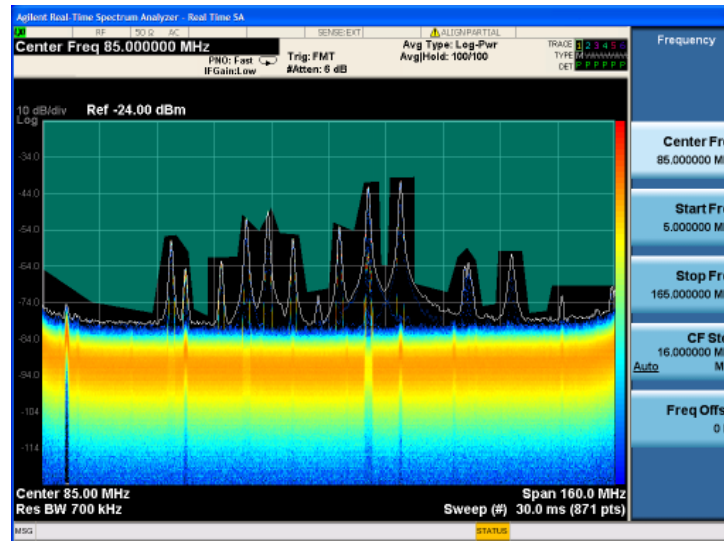 Agilent Real-Time Spectrum Analyzer - Real Time SA
RF 50 Ω AC SENSE:EXT ALIGN PARTIAL
Center Freq 85.000000 MHz
PNO: Fast
IFGain:Low
Trig: FMT
#Atten: 6 dB
Avg Type: Log-Pwr
Avg|Hold: 100/100
TRACE 1 2 3 4 5 6
TYPE
DET P P P P P P
10 dB/div Ref -24.00 dBm
Log
-34.0
-44.0
-54.0
-64.0
-74.0
-84.0
-94.0
-104
-114
Center 85.00 MHz
Res BW 700 kHz
Span 160.0 MHz
Sweep (#) 30.0 ms (871 pts)
MSG
STATUS
Frequency
Center Fre
85.000000 M
Start Fre
5.000000 M
Stop Fre
165.000000 M
CF Ste
16.000000 M
Auto M
Freq Offs
0